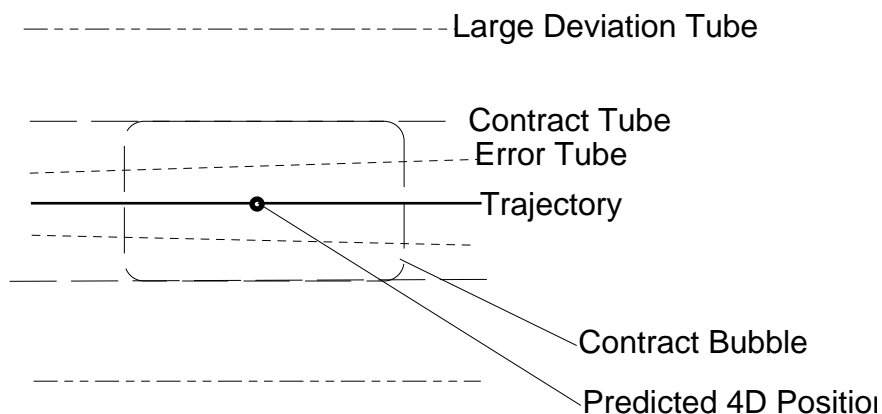 Large Deviation Tube
Contract Tube
Error Tube
Trajectory
Contract Bubble
Predicted 4D Position